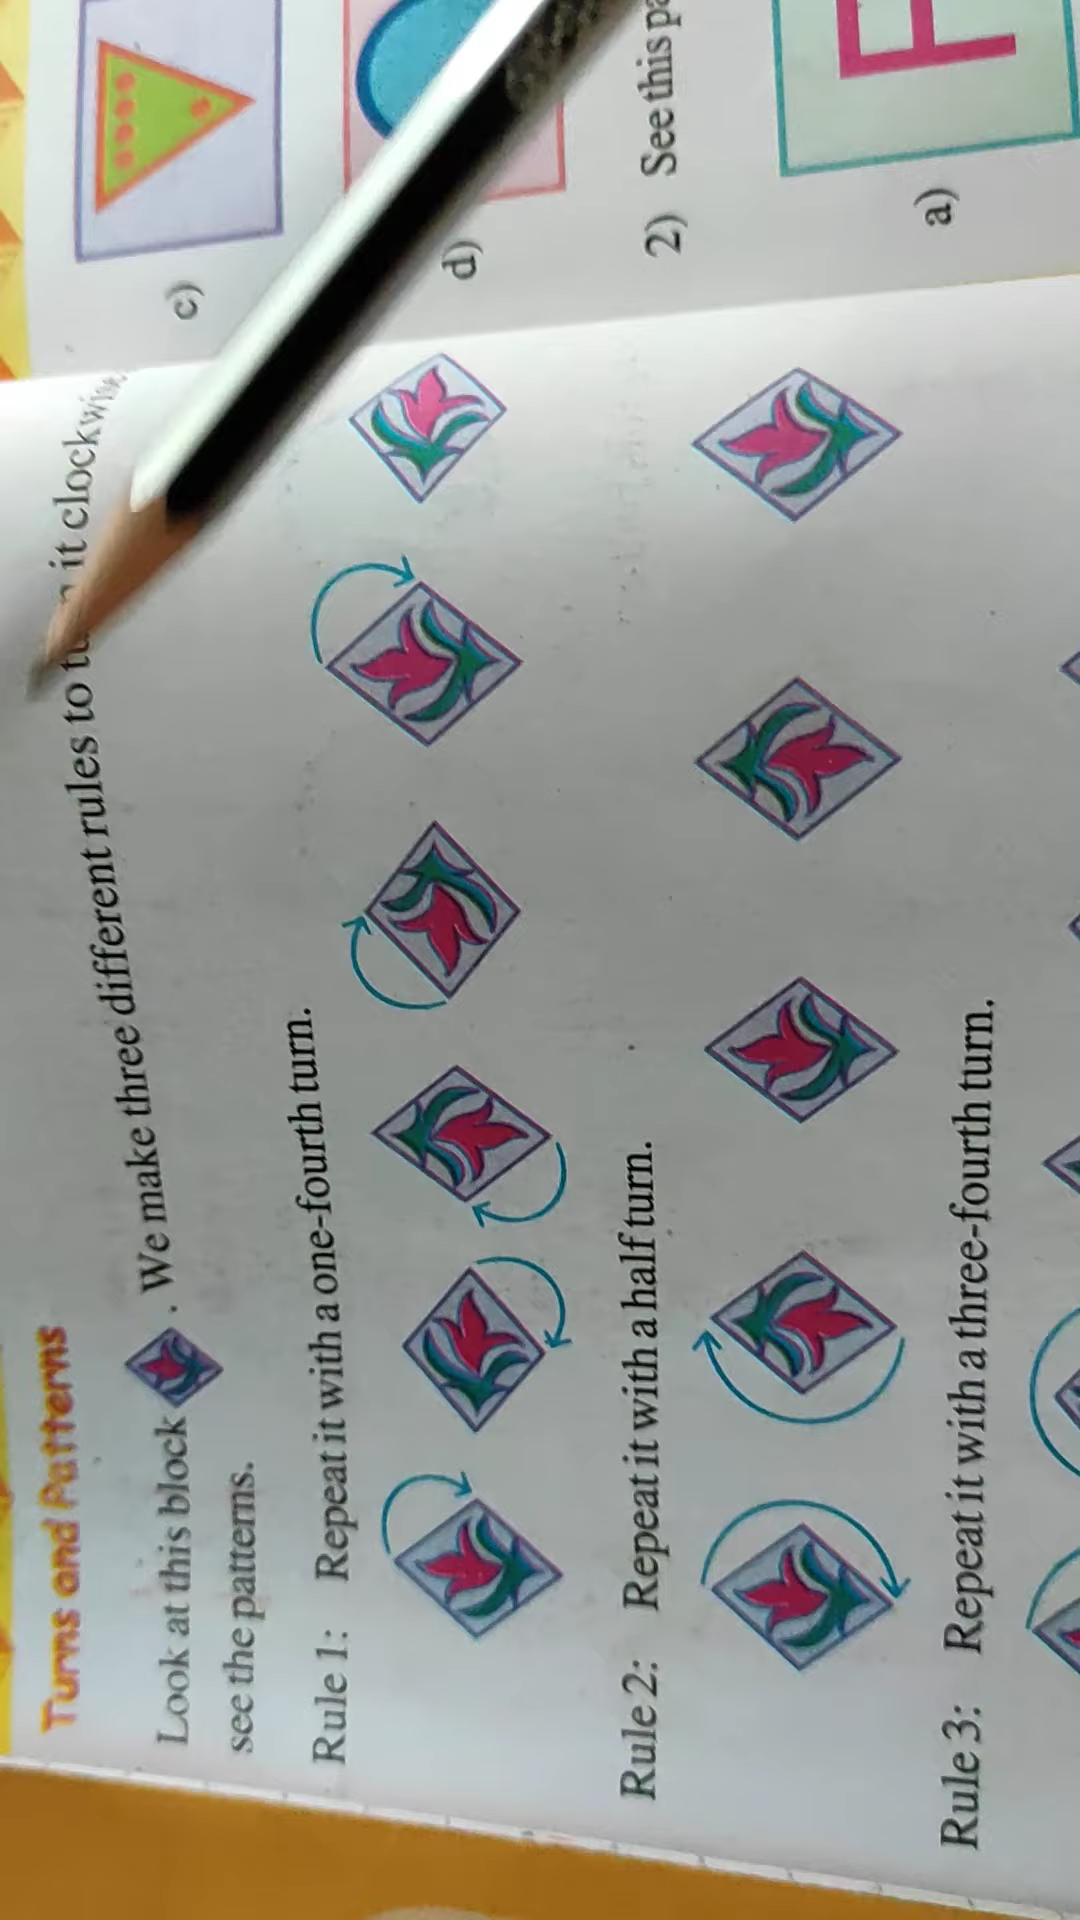 Turns and Patterns
Look at this block . We make three different rules to turn it clockwise
see the patterns.
Rule 1: Repeat it with a one-fourth turn.
Rule 2: Repeat it with a half turn.
Rule 3: Repeat it with a three-fourth turn.
c)
d)
2) See this
a)